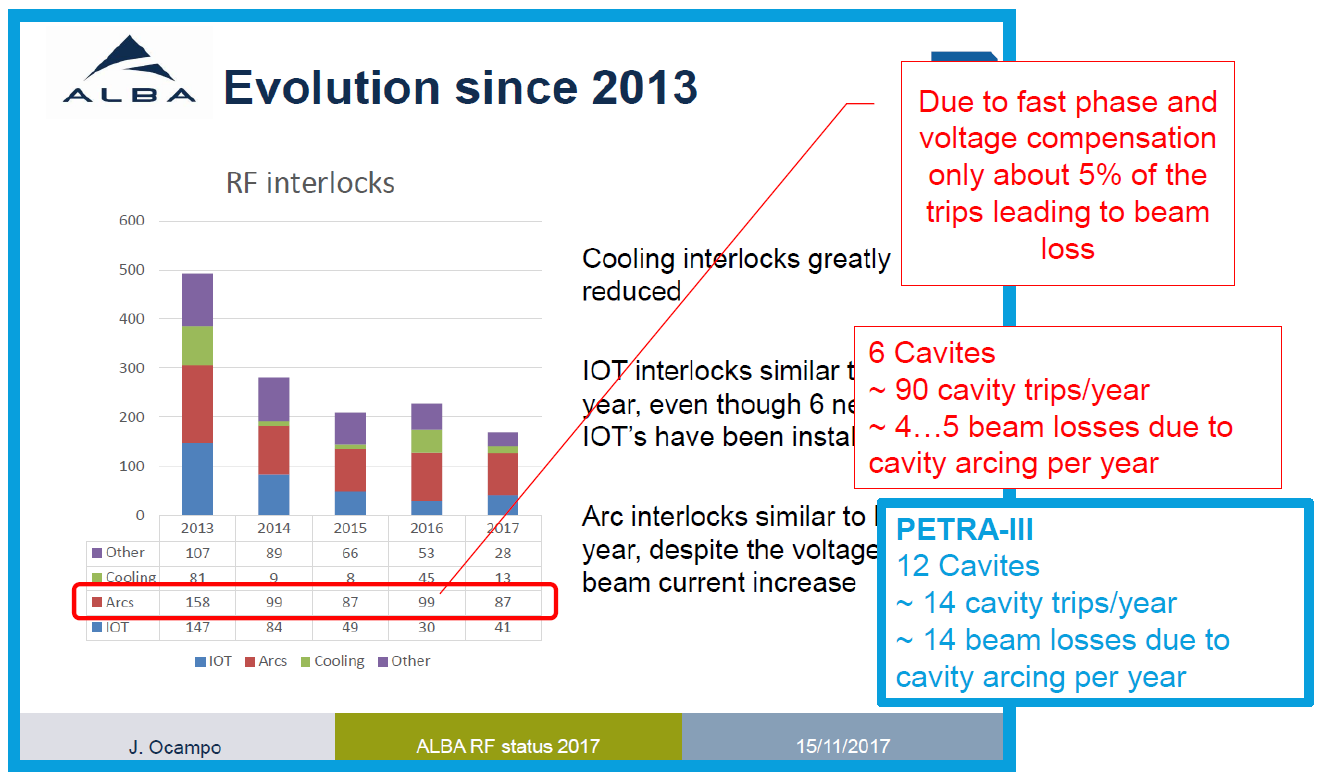 ALBA
Evolution since 2013
RF interlocks
600
500
400
300
200
100
0
2013 2014 2015 2016 2017
Other 107 89 66 53 28
Cooling 81 9 8 45 13
Arcs 158 99 87 99 87
IOT 147 84 49 30 41
IOT Arcs Cooling Other
Cooling interlocks greatly
reduced
IOT interlocks similar
year, even though 6
IOT's have been
Arc interlocks similar to
year, despite the voltage
beam current increase
Due to fast phase and
voltage compensation
only about 5% of the
trips leading to beam
loss
6 Cavites
~ 90 cavity trips/year
~ 4…5 beam losses due to
cavity arcing per year
PETRA-III
12 Cavites
~ 14 cavity trips/year
~ 14 beam losses due to
cavity arcing per year
J. Ocampo
ALBA RF status 2017
15/11/2017